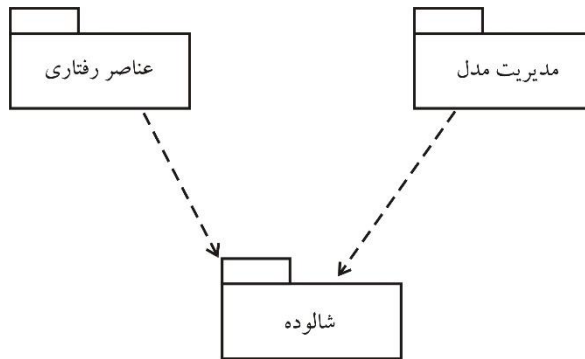 عناصر رفتاری
مدیریت مدل
شالوده